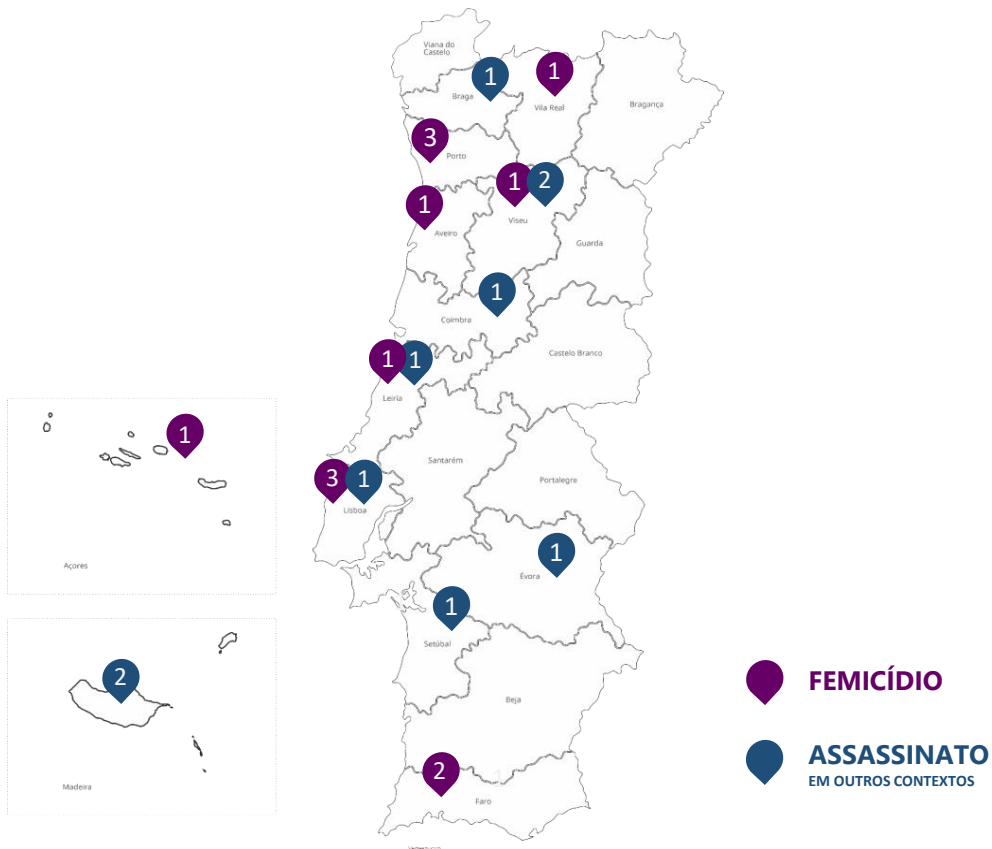 Viana do
Castelo
1
Braga
1
Vila Real
Bragança
3
Porto
1
2
Viseu
1
Aveiro
Guarda
1
Coimbra
Castelo Branco
1
1
Leiria
1
Santarém
Portalegre
3
1
Lisboa
Açores
1
Évora
1
Setúbal
2
Madeira
Beja
2
Faro
FEMICÍDIO
ASSASSINATO
EM OUTROS CONTEXTOS